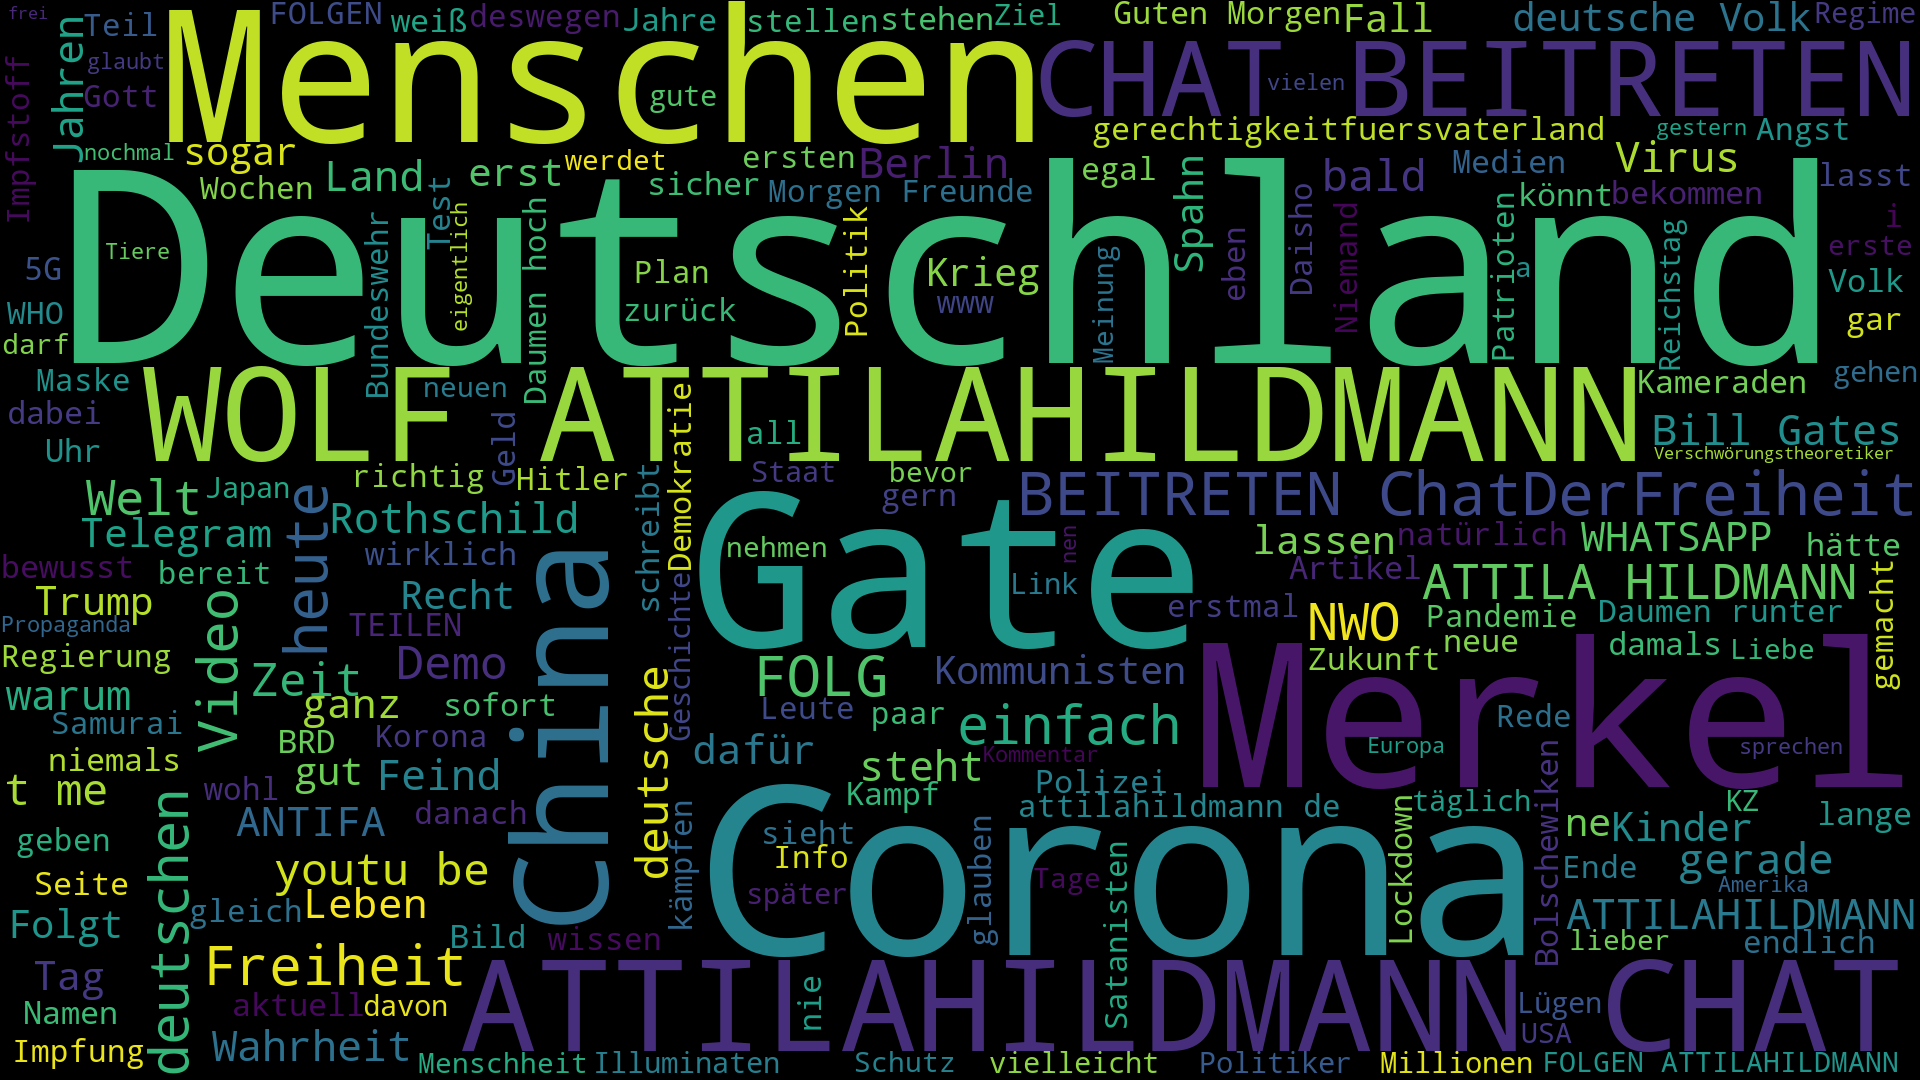 frei
Teil
FOLGEN
weiß
deswegen
Jahre
stellen
stehen
Ziel
Guten Morgen
Fall
deutsche Volk
Regime
glaubt
Gott
Jahren
Impfstoff
Menschen
gute
CHAT BEITRETEN
vielen
nochmal
sogar
werdet
ersten
Berlin
gerechtigkeitfuersvaterland
gestern
Angst
egal
Medien
Virus
lasst
Wochen
Land
erst
sicher
Morgen Freunde
Spahn
bald
könnt
bekommen
i
erste
Test
Tiere
5G
WHO
darf
Deutschland
Bundeswehr
eigentlich
Daumen hoch
Plan
zurück
Politik
Krieg
www
Meinung
eben
Daisho
Niemand
Patrioten
a
Reichstag
Volk
gar
Maske
dabei
Uhr
neuen
WOLF ATTILAHILDMANN
all
Kameraden
gehen
Bill Gates
Verschwörungstheoretiker
Geld
Demokratie
richtig
Hitler
Staat
bevor
gern
BEITRETEN ChatDerFreiheit
Welt
Japan
Telegram
heute
Rothschild
schreibt
wirklich
bewusst
bereit
Gate
nehmen
nen
Link
lassen
natürlich
WHATSAPP
hätte
Artikel
ATTILA HILDMANN
gemacht
Trump
Propaganda
Regierung
Video
Recht
TEILEN
China
Geschichte
erstmal
NWO
Pandemie
Daumen runter
neue
Zukunft
damals
Liebe
warum
Zeit
Demo
ganz
sofort
deutsche
FOLG
Kommunisten
Merkel
Samurai
niemals
BRD
Korona
Leute
paar
einfach
Rede
Europa
sprechen
t me
gut
Feind
dafür
steht
Kommentar
wohl
danach
Kampf
Polizei
attilahildmann de
täglich
KZ
lange
geben
deutschen
ANTIFA
kämpfen
sieht
Corona
Lockdown
Bolschewiken
ne
Kinder
Seite
youtu be
Info
später
Tage
glauben
Satanisten
Ende
gerade
Amerika
Folgt
gleich
Leben
Bild
wissen
ATTILAHILDMANN
lieber
endlich
Tag
Freiheit
aktuell
davon
ATTILAHILDMANN CHAT
nie
Lügen
USA
Namen
Impfung
Wahrheit
Menschheit
Illuminaten
Schutz
vielleicht
Politiker
Millionen
FOLGEN ATTILAHILDMANN